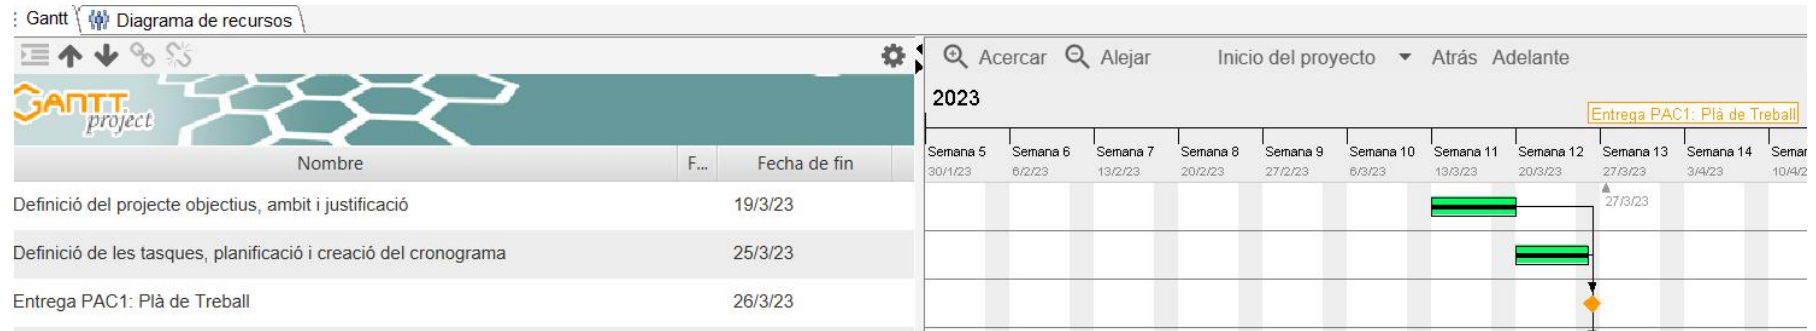 Gantt Diagrama de recursos
Acercar Alejar Inicio del proyecto Atrás Adelante
GANTT
project
2023
Entrega PAC1: Plà de Treball
Semana 5 Semana 6 Semana 7 Semana 8 Semana 9 Semana 10 Semana 11 Semana 12 Semana 13 Semana 14 Seman
30/1/23 6/2/23 13/2/23 20/2/23 27/2/23 6/3/23 13/3/23 20/3/23 27/3/23 3/4/23 10/4/2
Nombre F... Fecha de fin
27/3/23
Definició del projecte objectius, ambit i justificació 19/3/23
Definició de les tasques, planificació i creació del cronograma 25/3/23
Entrega PAC1: Plà de Treball 26/3/23